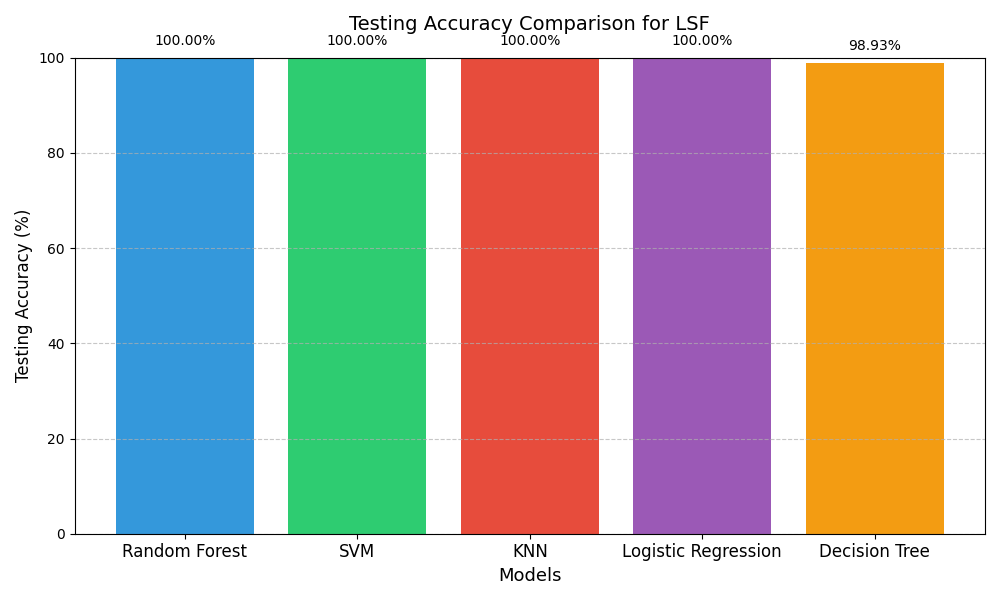 Testing Accuracy Comparison for LSF
100.00%
100.00%
100.00%
100.00%
98.93%
100
80
60
40
20
0
Testing Accuracy (%)
Random Forest
SVM
KNN
Logistic Regression
Decision Tree
Models